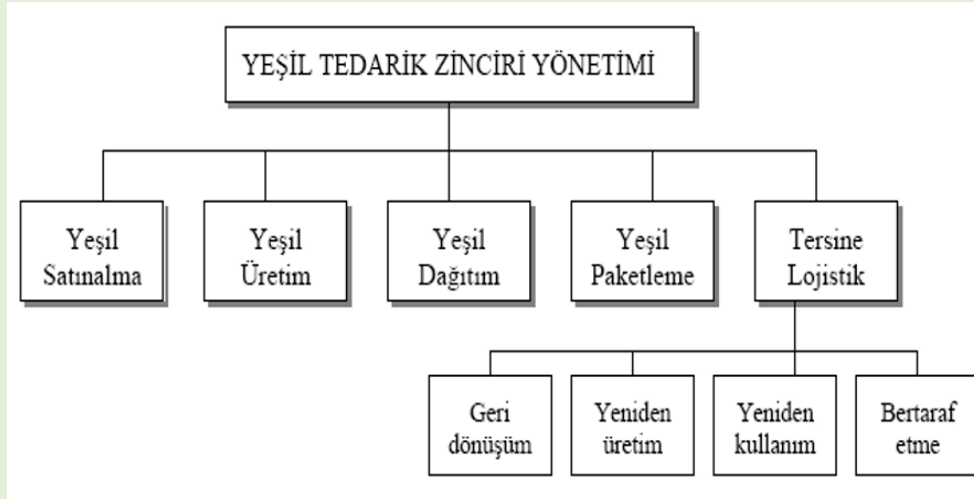 YEŞİL TEDARİK ZİNCİRİ YÖNETİMİ
Yeşil
Satınalma
Yeşil
Üretim
Yeşil
Dağıtım
Yeşil
Paketleme
Tersine
Lojistik
Geri
dönüşüm
Yeniden
üretim
Yeniden
kullanım
Bertaraf
etme